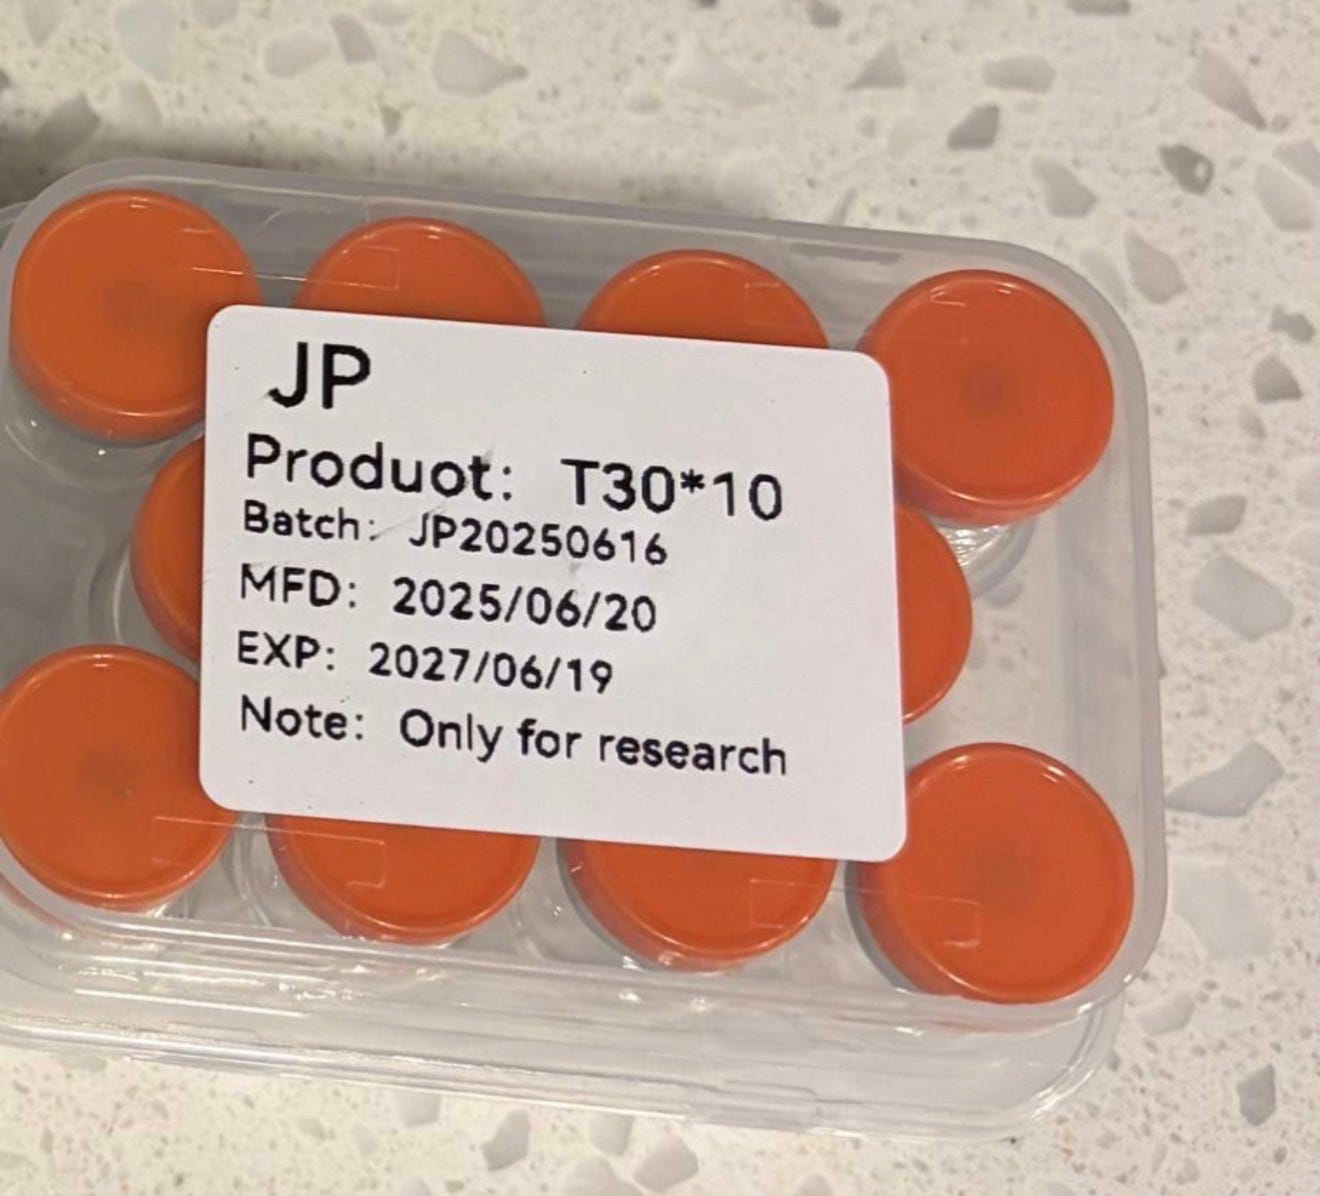 JP
Produot: T30*10
Batch: JP20250616
MFD: 2025/06/20
EXP: 2027/06/19
Note: Only for research